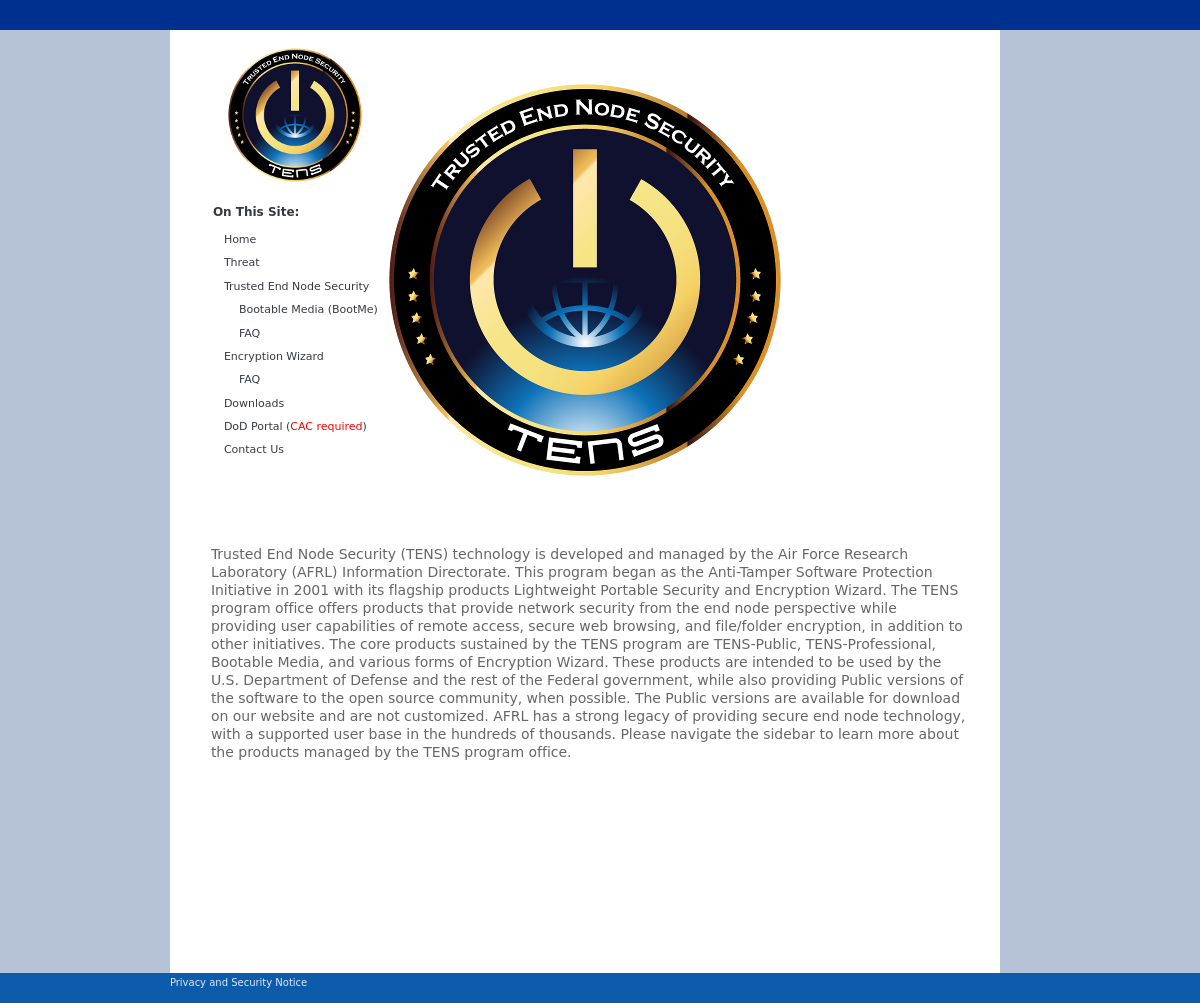 TRUSTED END NODE SECURITY
TENS
TRUSTED END NODE SECURITY
TENS
On This Site:
Home
Threat
Trusted End Node Security
Bootable Media (BootMe)
FAQ
Encryption Wizard
FAQ
Downloads
DoD Portal (CAC required)
Contact Us
Trusted End Node Security (TENS) technology is developed and managed by the Air Force Research
Laboratory (AFRL) Information Directorate. This program began as the Anti-Tamper Software Protection
Initiative in 2001 with its flagship products Lightweight Portable Security and Encryption Wizard. The TENS
program office offers products that provide network security from the end node perspective while
providing user capabilities of remote access, secure web browsing, and file/folder encryption, in addition to
other initiatives. The core products sustained by the TENS program are TENS-Public, TENS-Professional,
Bootable Media, and various forms of Encryption Wizard. These products are intended to be used by the
U.S. Department of Defense and the rest of the Federal government, while also providing Public versions of
the software to the open source community, when possible. The Public versions are available for download
on our website and are not customized. AFRL has a strong legacy of providing secure end node technology,
with a supported user base in the hundreds of thousands. Please navigate the sidebar to learn more about
the products managed by the TENS program office.
Privacy and Security Notice